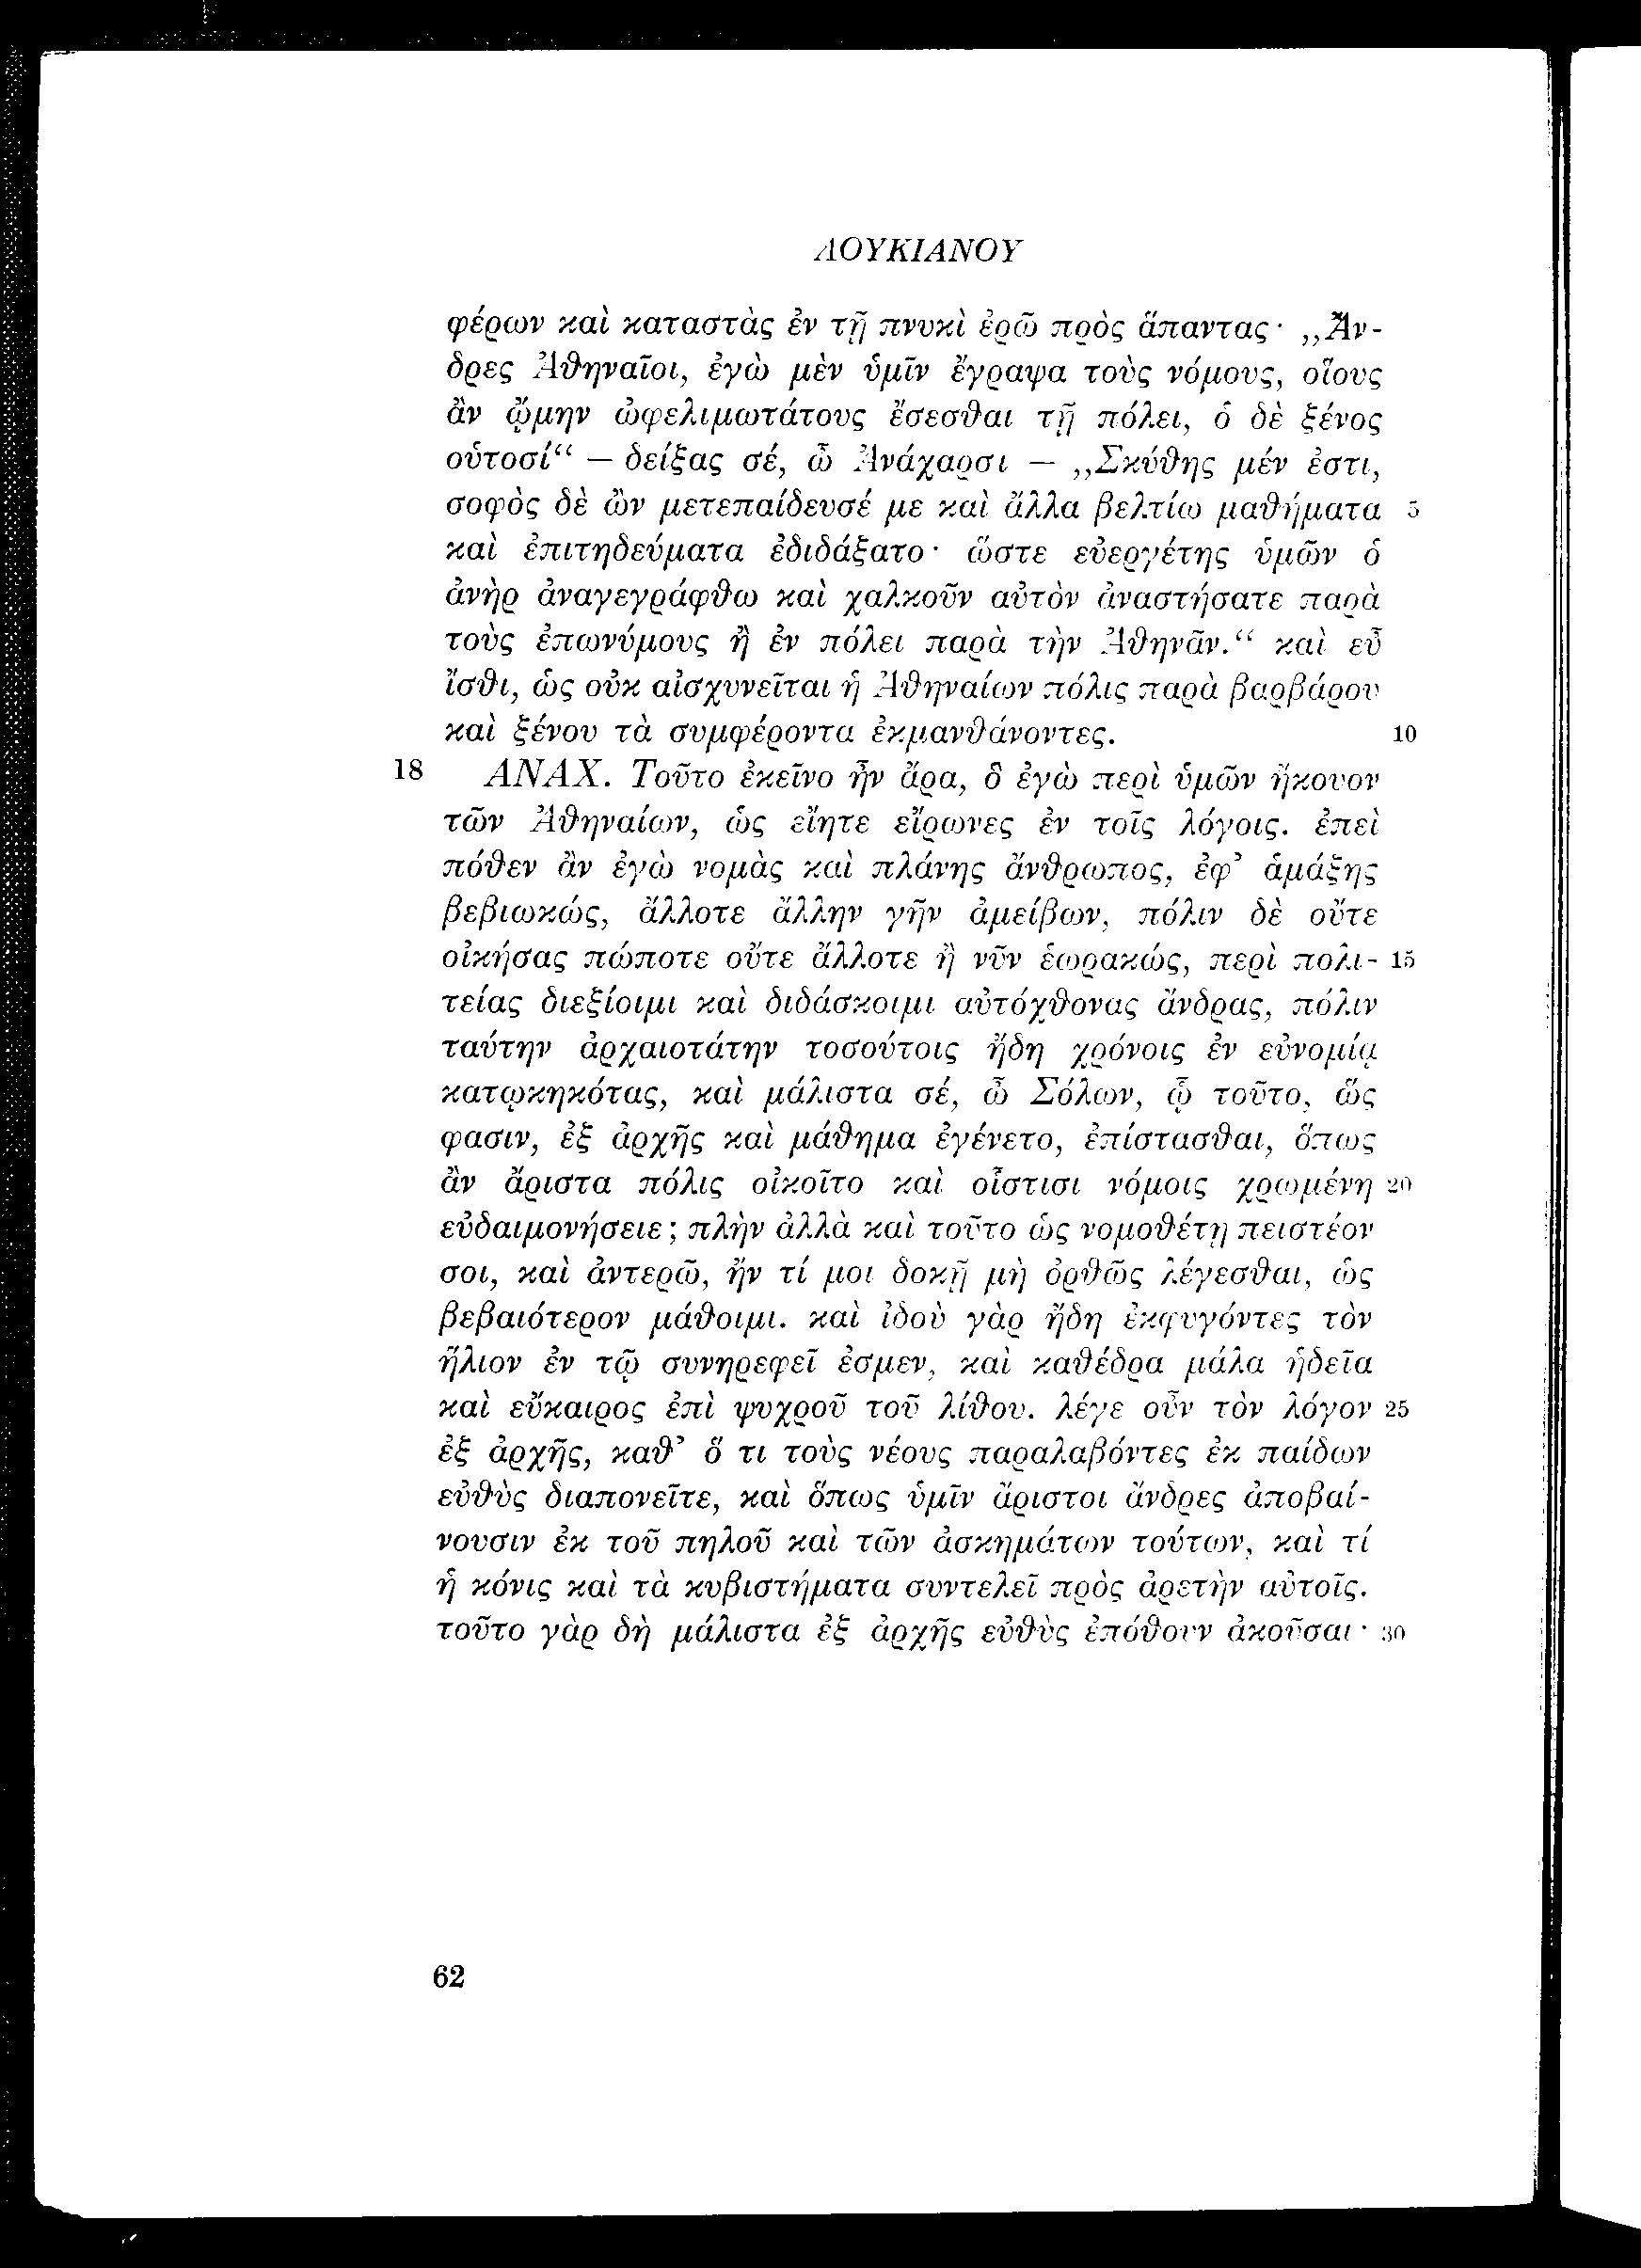 ΛΟΥΚΙΑΝΟΥ
φέρων καὶ καταστὰς ἐν τῇ πνυκὶ ἐρῶ πρὸς ἅπαντας· „Ἄν-
δρες Ἀθηναῖοι, ἐγὼ μὲν ὑμῖν ἔγραψα τοὺς νόμους, οἵους
ἂν ᾤμην ὠφελιμωτάτους ἔσεσθαι τῇ πόλει, ὁ δὲ ξένος
οὑτοσί“ — δείξας σέ, ὦ Ἀνάχαρσι — „Σκύθης μέν ἐστι,
σοφὸς δὲ ὢν μετεπαίδευσέ με καὶ ἄλλα βελτίω μαθήματα 5
καὶ ἐπιτηδεύματα ἐδιδάξατο· ὥστε εὐεργέτης ὑμῶν ὁ
ἀνὴρ ἀναγεγράφθω καὶ χαλκοῦν αὐτὸν ἀναστήσατε παρὰ
τοὺς ἐπωνύμους ἢ ἐν πόλει παρὰ τὴν Ἀθηνᾶν.“ καὶ εὖ
ἴσθι, ὡς οὐκ αἰσχυνεῖται ἡ Ἀθηναίων πόλις παρὰ βαρβάρου
καὶ ξένου τὰ συμφέροντα ἐκμανθάνοντες. 10
18 ΑΝΑΧ. Τοῦτο ἐκεῖνο ἦν ἄρα, ὃ ἐγὼ περὶ ὑμῶν ἤκουον
τῶν Ἀθηναίων, ὡς εἴητε εἴρωνες ἐν τοῖς λόγοις. ἐπεὶ
πόθεν ἂν ἐγὼ νομὰς καὶ πλάνης ἄνθρωπος, ἐφ’ ἁμάξης
βεβιωκώς, ἄλλοτε ἄλλην γῆν ἀμείβων, πόλιν δὲ οὔτε
οἰκήσας πώποτε οὔτε ἄλλοτε ἢ νῦν ἑωρακώς, περὶ πολι- 15
τείας διεξίοιμι καὶ διδάσκοιμι αὐτόχθονας ἄνδρας, πόλιν
ταύτην ἀρχαιοτάτην τοσούτοις ἤδη χρόνοις ἐν εὐνομίᾳ
κατῳκηκότας, καὶ μάλιστα σέ, ὦ Σόλων, ᾧ τοῦτο, ὥς
φασιν, ἐξ ἀρχῆς καὶ μάθημα ἐγένετο, ἐπίστασθαι, ὅπως
ἂν ἄριστα πόλις οἰκοῖτο καὶ οἷστισι νόμοις χρωμένη 20
εὐδαιμονήσειε; πλὴν ἀλλὰ καὶ τοῦτο ὡς νομοθέτῃ πειστέον
σοι, καὶ ἀντερῶ, ἤν τί μοι δοκῇ μὴ ὀρθῶς λέγεσθαι, ὡς
βεβαιότερον μάθοιμι. καὶ ἰδοὺ γὰρ ἤδη ἐκφυγόντες τὸν
ἥλιον ἐν τῷ συνηρεφεῖ ἐσμεν, καὶ καθέδρα μάλα ἡδεῖα
καὶ εὔκαιρος ἐπὶ ψυχροῦ τοῦ λίθου. λέγε οὖν τὸν λόγον 25
ἐξ ἀρχῆς, καθ’ ὅ τι τοὺς νέους παραλαβόντες ἐκ παίδων
εὐθὺς διαπονεῖτε, καὶ ὅπως ὑμῖν ἄριστοι ἄνδρες ἀποβαί-
νουσιν ἐκ τοῦ πηλοῦ καὶ τῶν ἀσκημάτων τούτων, καὶ τί
ἡ κόνις καὶ τὰ κυβιστήματα συντελεῖ πρὸς ἀρετὴν αὐτοῖς.
τοῦτο γὰρ δὴ μάλιστα ἐξ ἀρχῆς εὐθὺς ἐπόθουν ἀκοῦσαι· 30
62